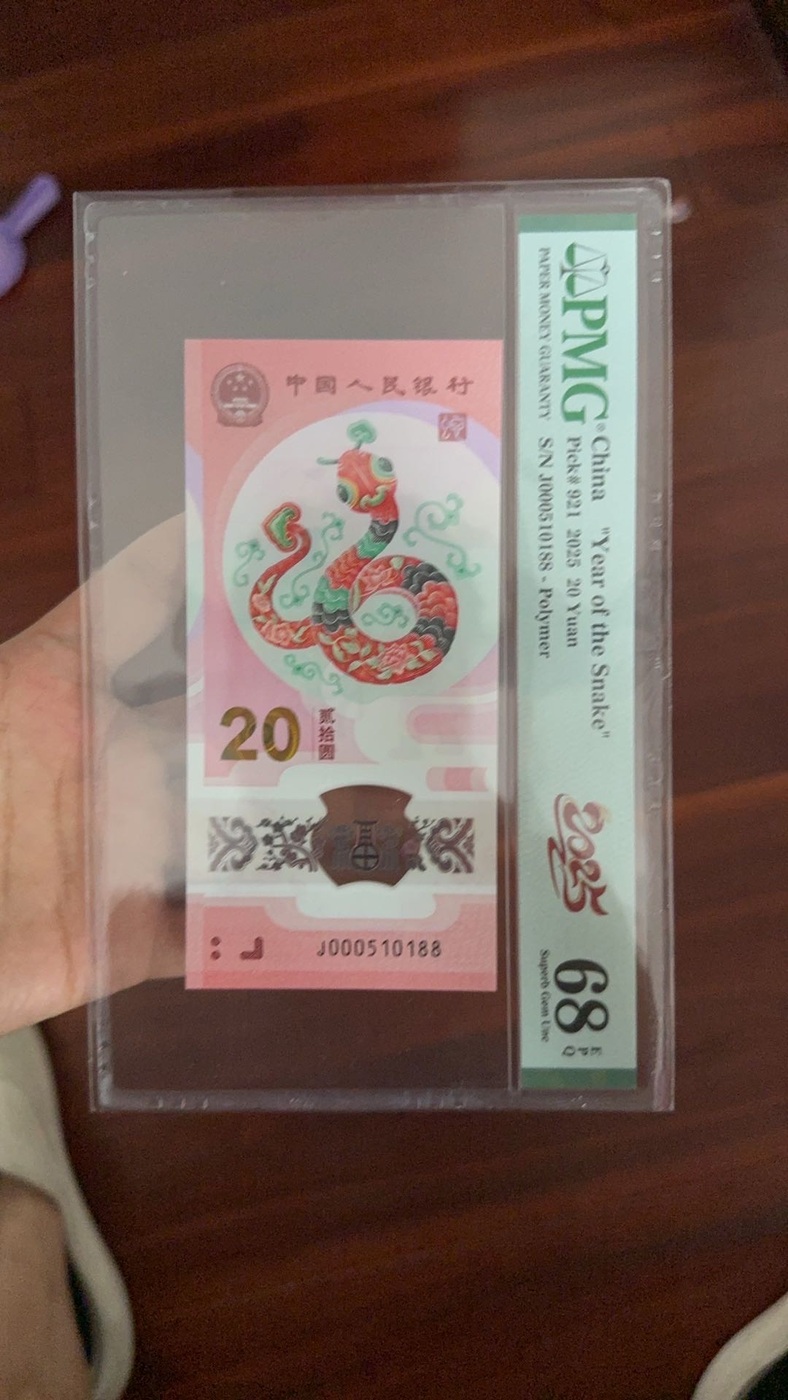 PMG®
PAPER MONEY GUARANTY
China "Year of the Snake"
Pick# 921 2025 20 Yuan
S/N J000510188 - Polymer
2025
68
EPQ
Superb Gem Unc
中国人民银行
20
贰拾圆
J000510188